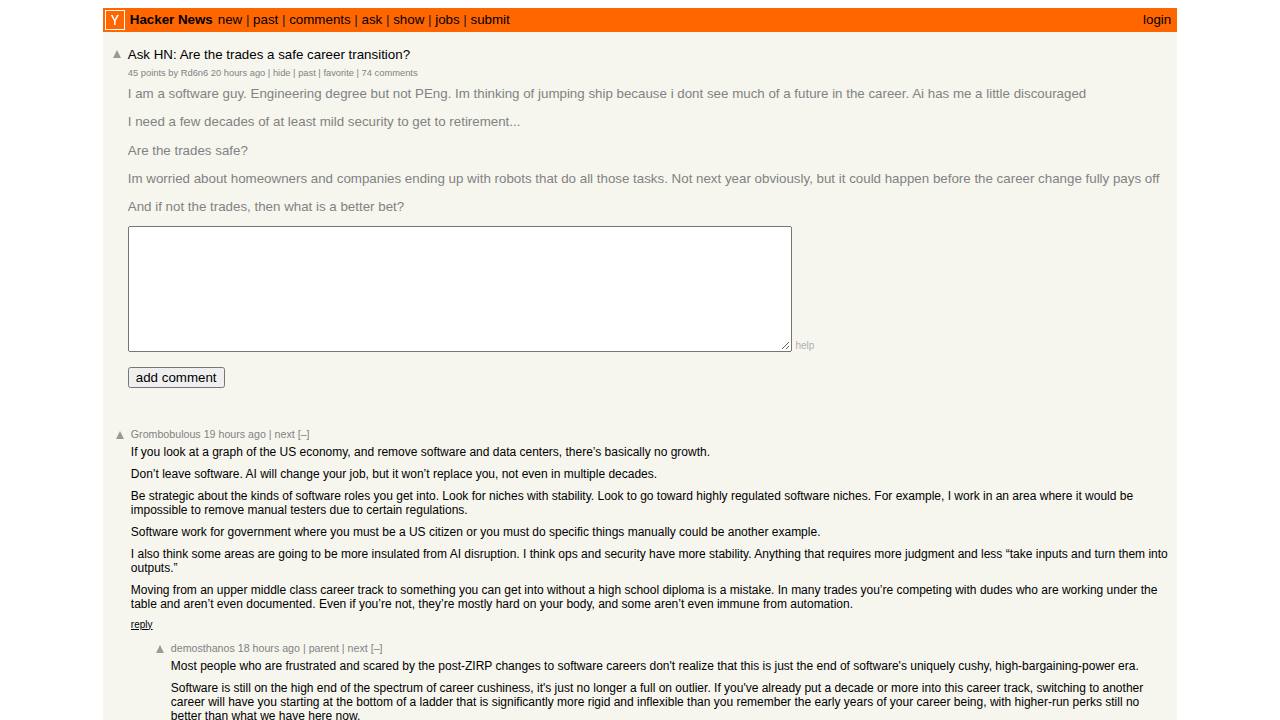 Hacker News new | past | comments | ask | show | jobs | submit login
Ask HN: Are the trades a safe career transition?
45 points by Rd6n6 20 hours ago | hide | past | favorite | 74 comments
I am a software guy. Engineering degree but not PEng. Im thinking of jumping ship because i dont see much of a future in the career. Ai has me a little discouraged
I need a few decades of at least mild security to get to retirement...
Are the trades safe?
Im worried about homeowners and companies ending up with robots that do all those tasks. Not next year obviously, but it could happen before the career change fully pays off
And if not the trades, then what is a better bet?
help
add comment
Grombobulous 19 hours ago | next [–]
If you look at a graph of the US economy, and remove software and data centers, there’s basically no growth.
Don’t leave software. AI will change your job, but it won’t replace you, not even in multiple decades.
Be strategic about the kinds of software roles you get into. Look for niches with stability. Look to go toward highly regulated software niches. For example, I work in an area where it would be
impossible to remove manual testers due to certain regulations.
Software work for government where you must be a US citizen or you must do specific things manually could be another example.
I also think some areas are going to be more insulated from AI disruption. I think ops and security have more stability. Anything that requires more judgment and less “take inputs and turn them into
outputs.”
Moving from an upper middle class career track to something you can get into without a high school diploma is a mistake. In many trades you’re competing with dudes who are working under the
table and aren’t even documented. Even if you’re not, they’re mostly hard on your body, and some aren’t even immune from automation.
reply
demosthanos 18 hours ago | parent | next [–]
Most people who are frustrated and scared by the post-ZIRP changes to software careers don't realize that this is just the end of software's uniquely cushy, high-bargaining-power era.
Software is still on the high end of the spectrum of career cushiness, it's just no longer a full on outlier. If you've already put a decade or more into this career track, switching to another
career will have you starting at the bottom of a ladder that is significantly more rigid and inflexible than you remember the early years of your career being, with higher-run perks still no
better than what we have here now.